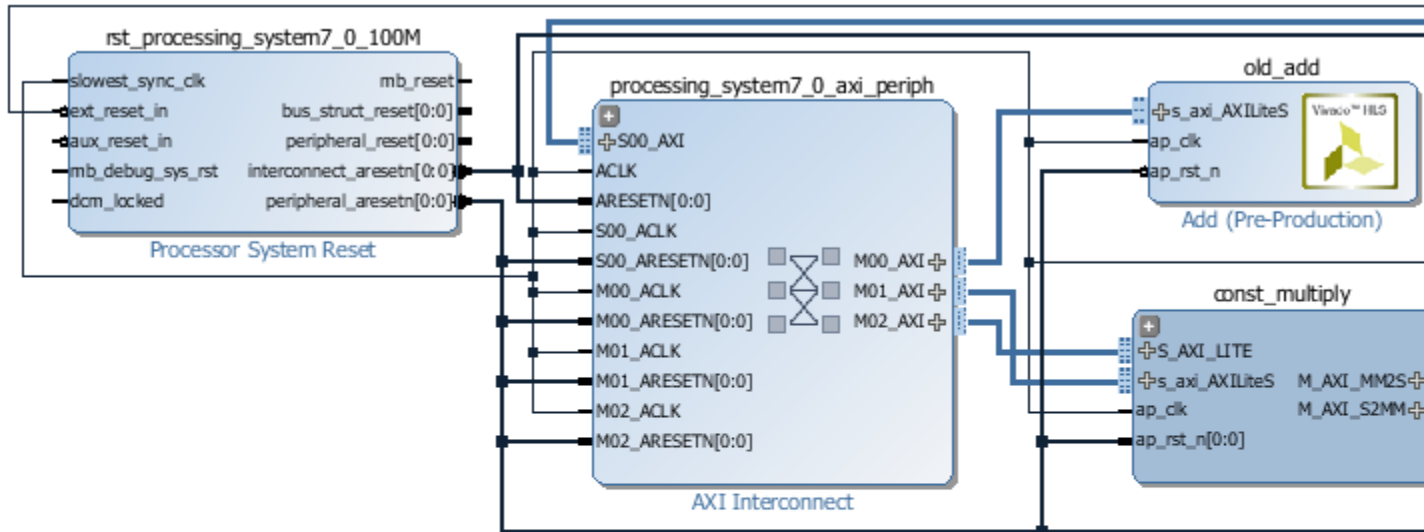 rst_processing_system7_0_100M
slowest_sync_clk
mb_reset
ext_reset_in
bus_struct_reset[0:0]
aux_reset_in
peripheral_reset[0:0]
mb_debug_sys_rst
interconnect_aresetn[0:0]
dcm_locked
peripheral_aresetn[0:0]
Processor System Reset
processing_system7_0_axi_periph
S00_AXI
ACLK
ARESETN[0:0]
S00_ACLK
S00_ARESETN[0:0]
M00_ACLK
M00_ARESETN[0:0]
M01_ACLK
M01_ARESETN[0:0]
M02_ACLK
M02_ARESETN[0:0]
M00_AXI
M01_AXI
M02_AXI
AXI Interconnect
old_add
s_axi_AXILiteS
ap_clk
ap_rst_n
Vivado™ HLS
Add (Pre-Production)
const_multiply
S_AXI_LITE
s_axi_AXILiteS
M_AXI_MM2S
ap_clk
M_AXI_S2MM
ap_rst_n[0:0]